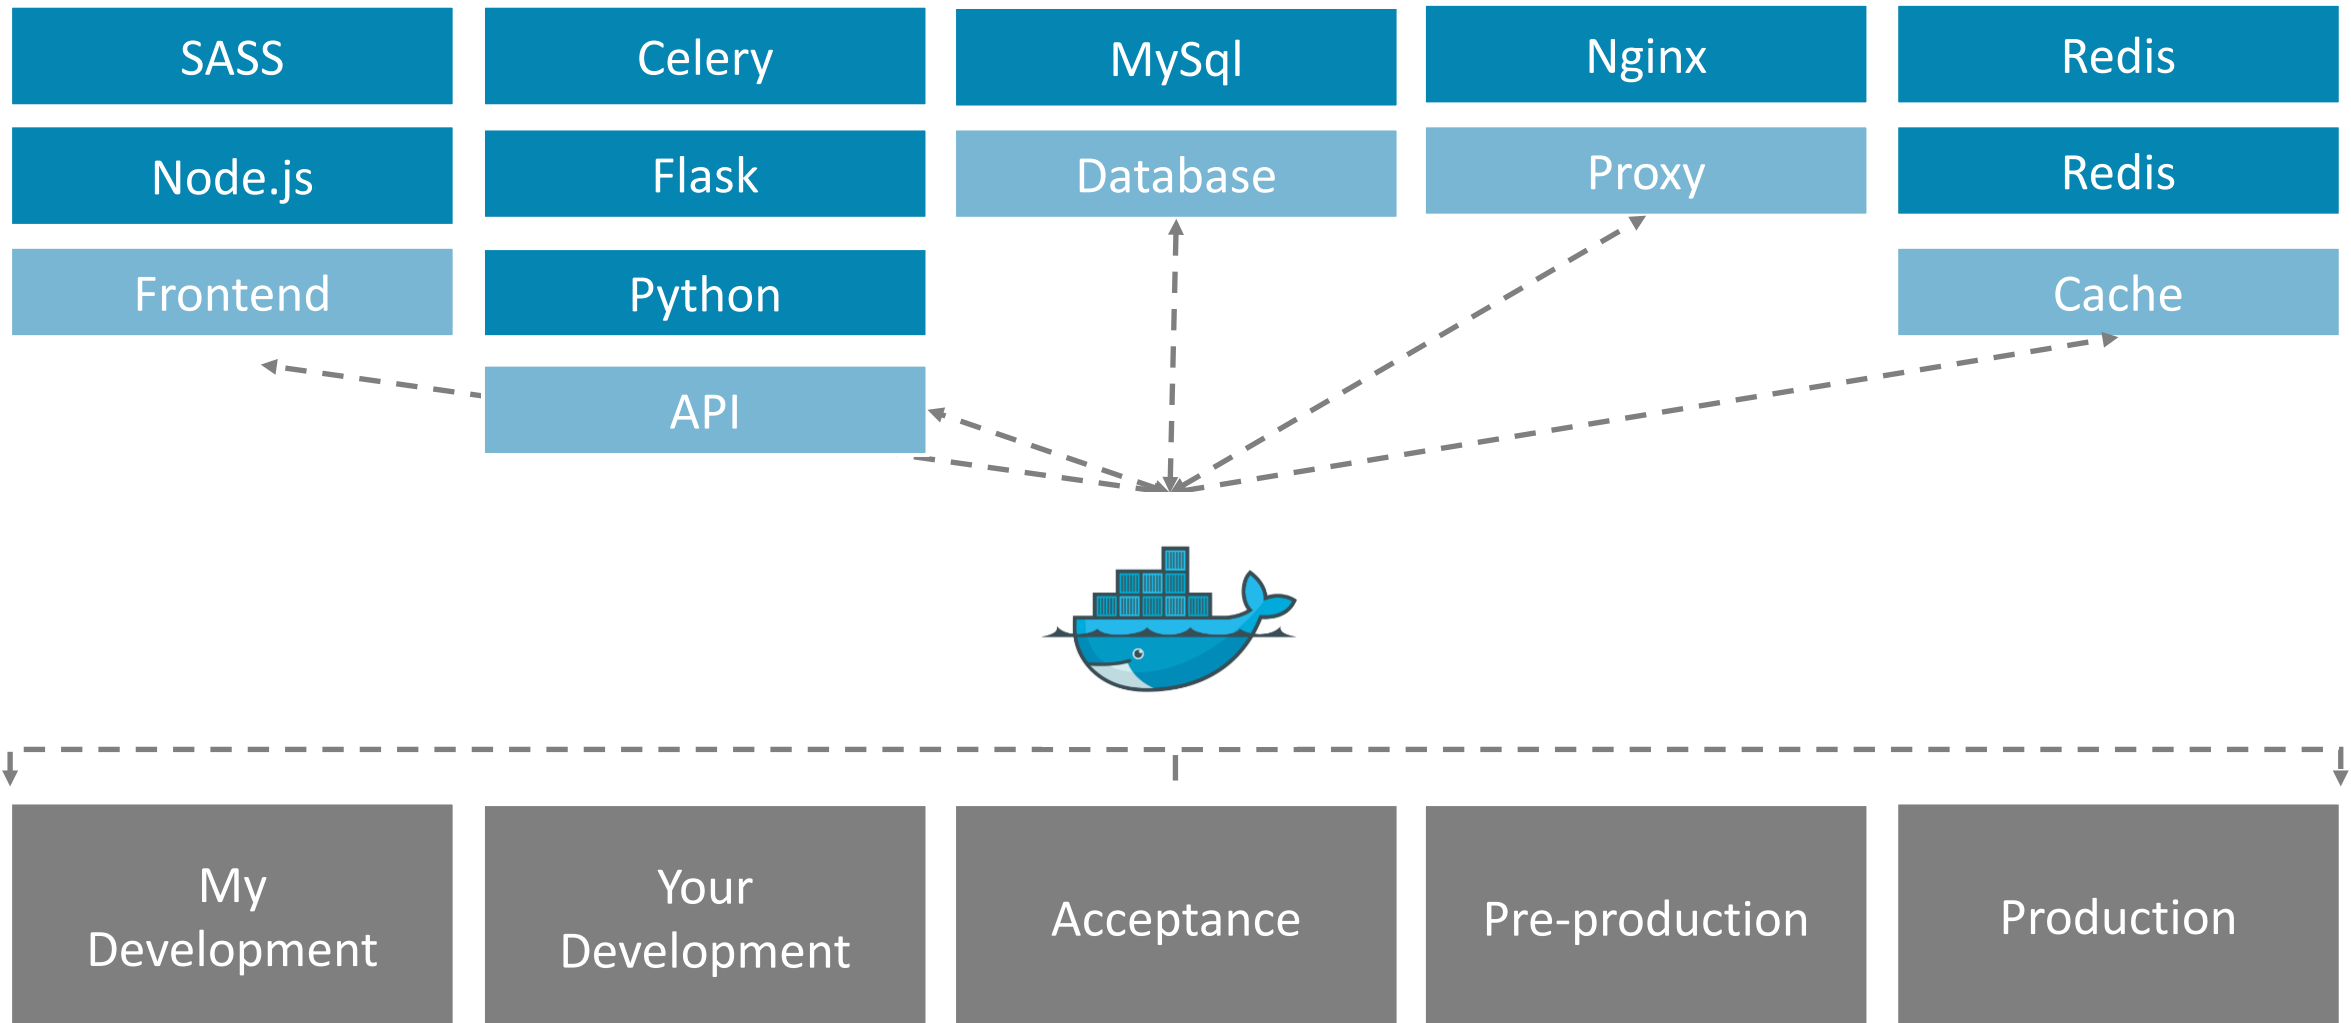 SASS
Celery
MySql
Nginx
Redis
Node.js
Flask
Database
Proxy
Redis
Frontend
Python
Cache
API
My
Development
Your
Development
Acceptance
Pre-production
Production